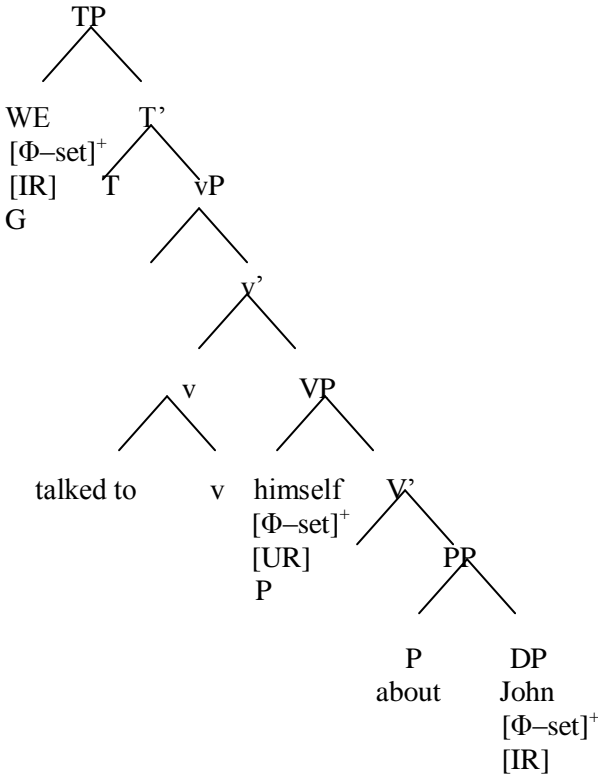 TP
WE T’
[Φ–set]⁺
[IR] T vP
G
v’
v VP
talked to v himself V’
[Φ–set]⁺
[UR] PP
P
P DP
about John
[Φ–set]⁺
[IR]